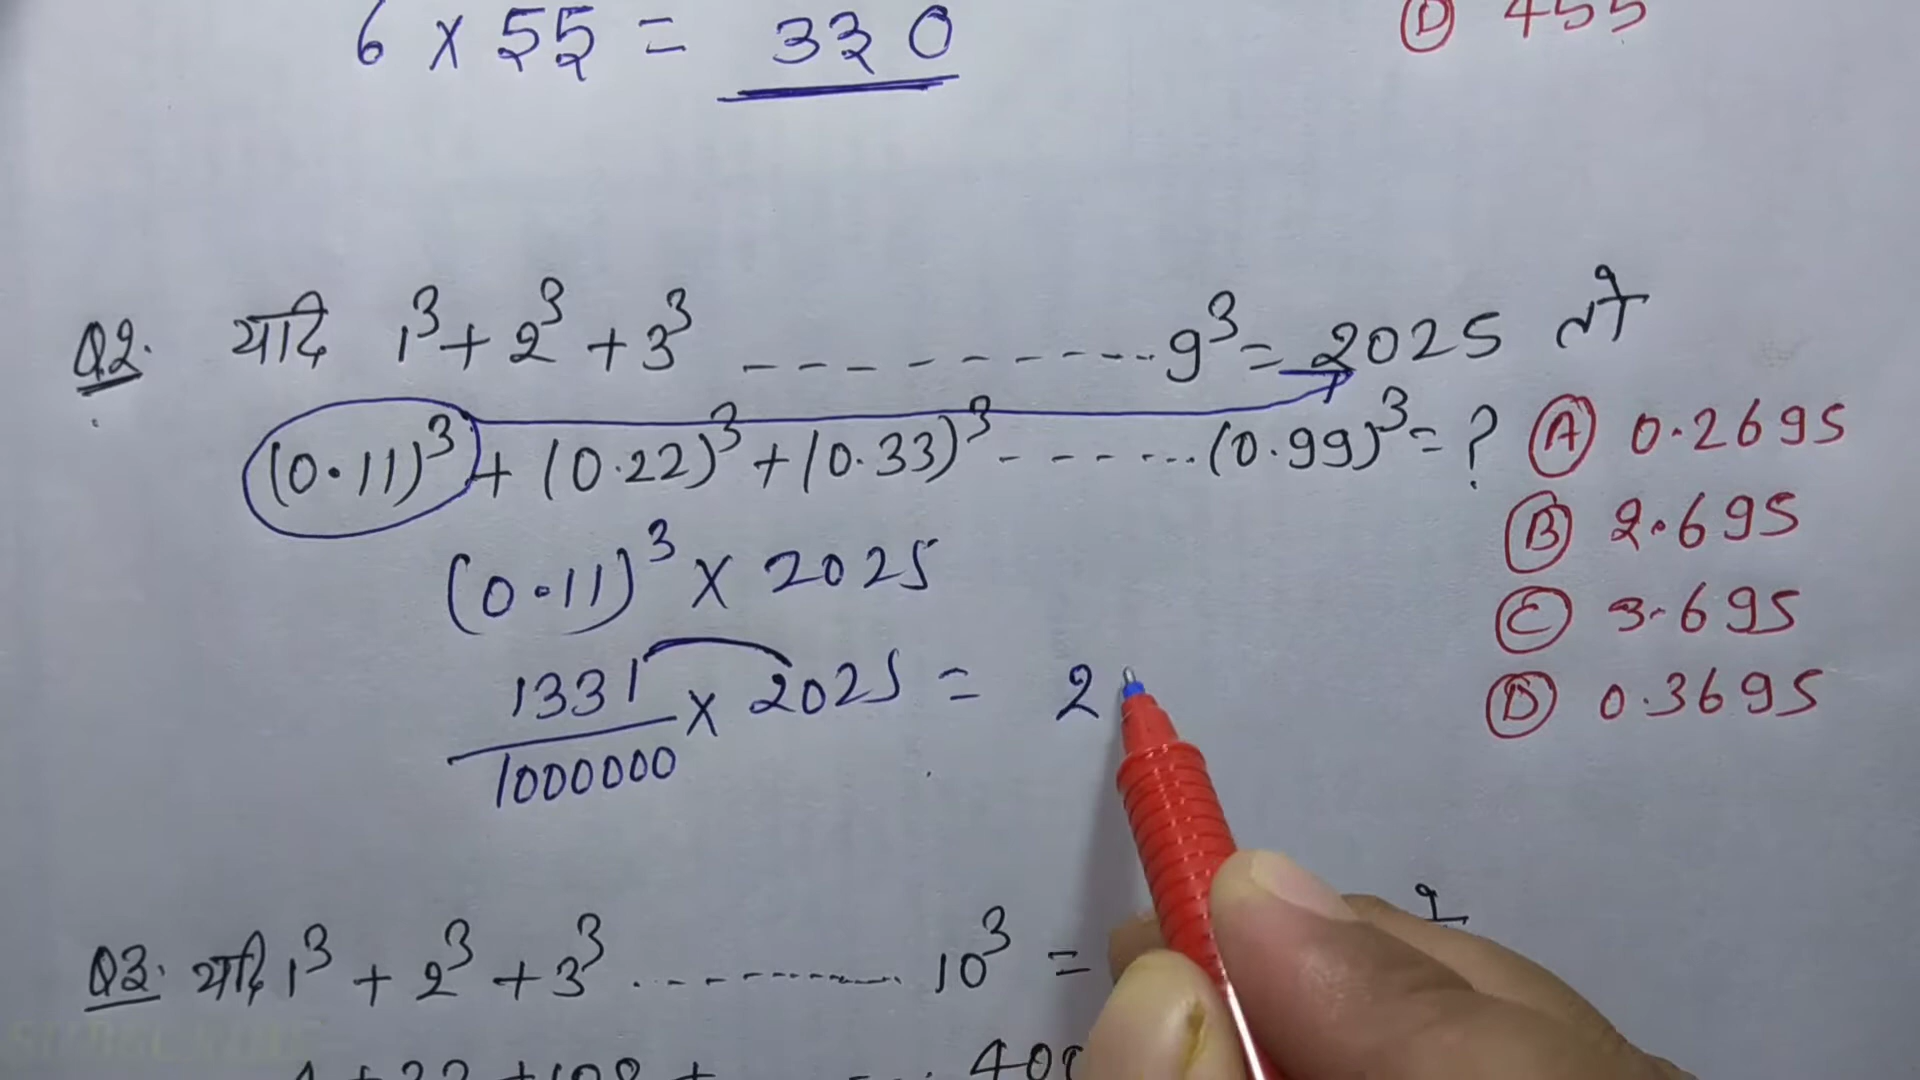 6 × 55 = 330
Ⓓ 455
Q2. यदि 1³ + 2³ + 3³ ---------- 9³ = 2025 तो
(0.11)³ + (0.22)³ + (0.33)³ ------ (0.99)³ = ?
Ⓐ 0.2695
Ⓑ 2.695
Ⓒ 3.695
Ⓓ 0.3695
(0.11)³ × 2025
1331/1000000 × 2025 = 2
Q3. यदि 1³ + 2³ + 3³ ---------- 10³ =